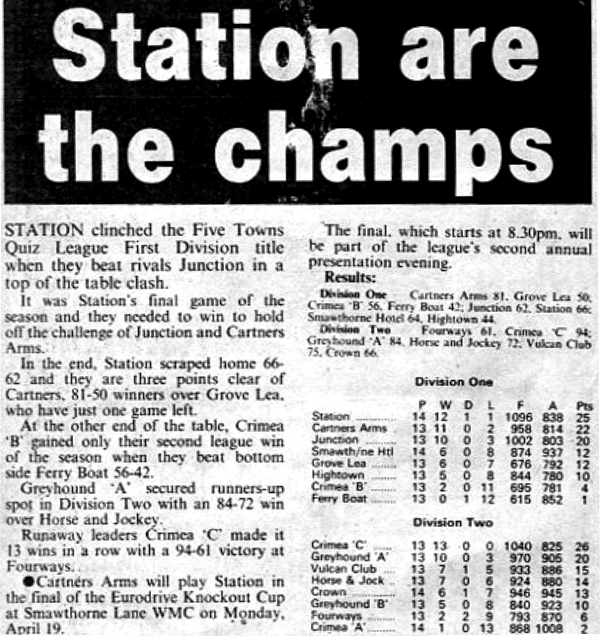 Station are
the champs
STATION clinched the Five Towns
Quiz League First Division title
when they beat rivals Junction in a
top of the table clash.
It was Station's final game of the
season and they needed to win to hold
off the challenge of Junction and Cartners
Arms.
In the end, Station scraped home 66-
62 and they are three points clear of
Cartners, 81-50 winners over Grove Lea,
who have just one game left.
At the other end of the table, Crimea
'B' gained only their second league win
of the season when they beat bottom
side Ferry Boat 56-42.
Greyhound 'A' secured runners-up
spot in Division Two with an 84-72 win
over Horse and Jockey.
Runaway leaders Crimea 'C' made it
13 wins in a row with a 94-61 victory at
Fourways.
●Cartners Arms will play Station in
the final of the Eurodrive Knockout Cup
at Smawthorne Lane WMC on Monday,
April 19.
The final, which starts at 8.30pm, will
be part of the league's second annual
presentation evening.
Results:
Division One Cartners Arms 81, Grove Lea 50;
Crimea 'B' 56, Ferry Boat 42; Junction 62, Station 66;
Smawthorne Hotel 64, Hightown 44.
Division Two Fourways 61, Crimea 'C' 94;
Greyhound 'A' 84, Horse and Jockey 72; Vulcan Club
75, Crown 66.
Division One
P W D L F A Pts
Station ............ 14 12 1 1 1096 838 25
Cartners Arms . 13 11 0 2 958 814 22
Junction .......... 13 10 0 3 1002 803 20
Smawth/ne Htl 14 6 0 8 874 937 12
Grove Lea ....... 13 6 0 7 676 792 12
Hightown ........ 13 5 0 8 844 780 10
Crimea 'B' ....... 13 2 0 11 695 781 4
Ferry Boat ....... 13 0 1 12 615 852 1
Division Two
Crimea 'C' ....... 13 13 0 0 1040 825 26
Greyhound 'A' 13 10 0 3 970 905 20
Vulcan Club .... 13 7 1 5 933 886 15
Horse & Jock .. 13 7 0 6 924 880 14
Crown ............. 14 6 1 7 946 945 13
Greyhound 'B' 13 5 0 8 840 923 10
Fourways ........ 13 2 2 9 793 870 6
Crimea 'A' ....... 14 1 0 13 868 1008 2